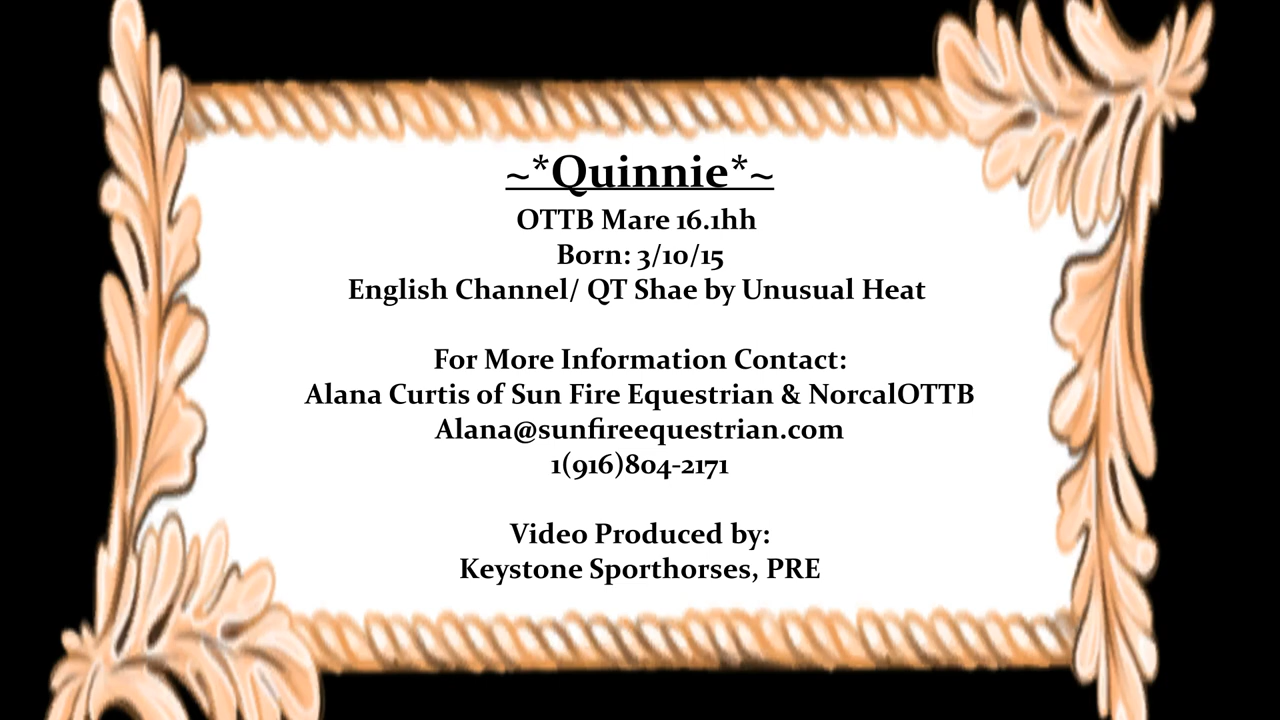 ~*Quinnie*~
OTTB Mare 16.1hh
Born: 3/10/15
English Channel/ QT Shae by Unusual Heat
For More Information Contact:
Alana Curtis of Sun Fire Equestrian & NorcalOTTB
Alana@sunfireequestrian.com
1(916)804-2171
Video Produced by:
Keystone Sporthorses, PRE